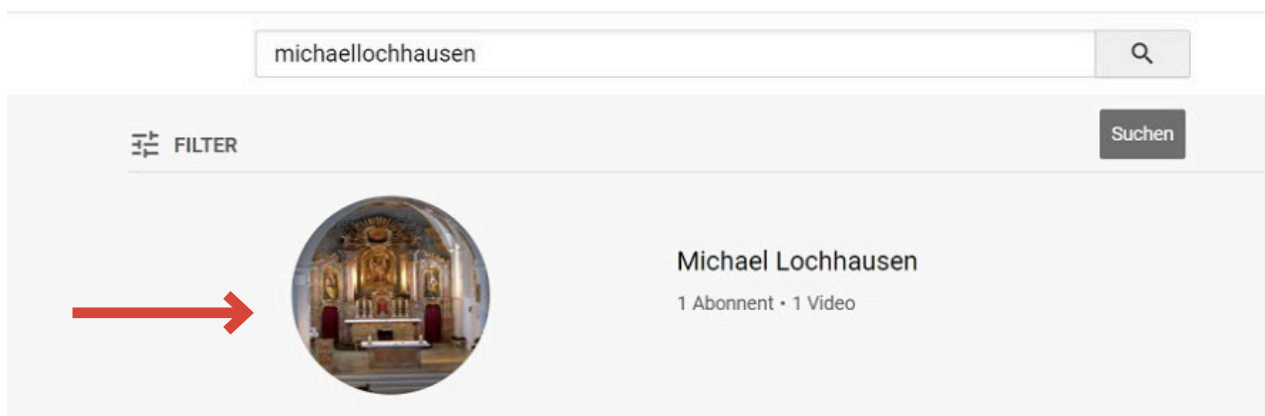 michaellochhausen
FILTER
Suchen
Michael Lochhausen
1 Abonnent • 1 Video